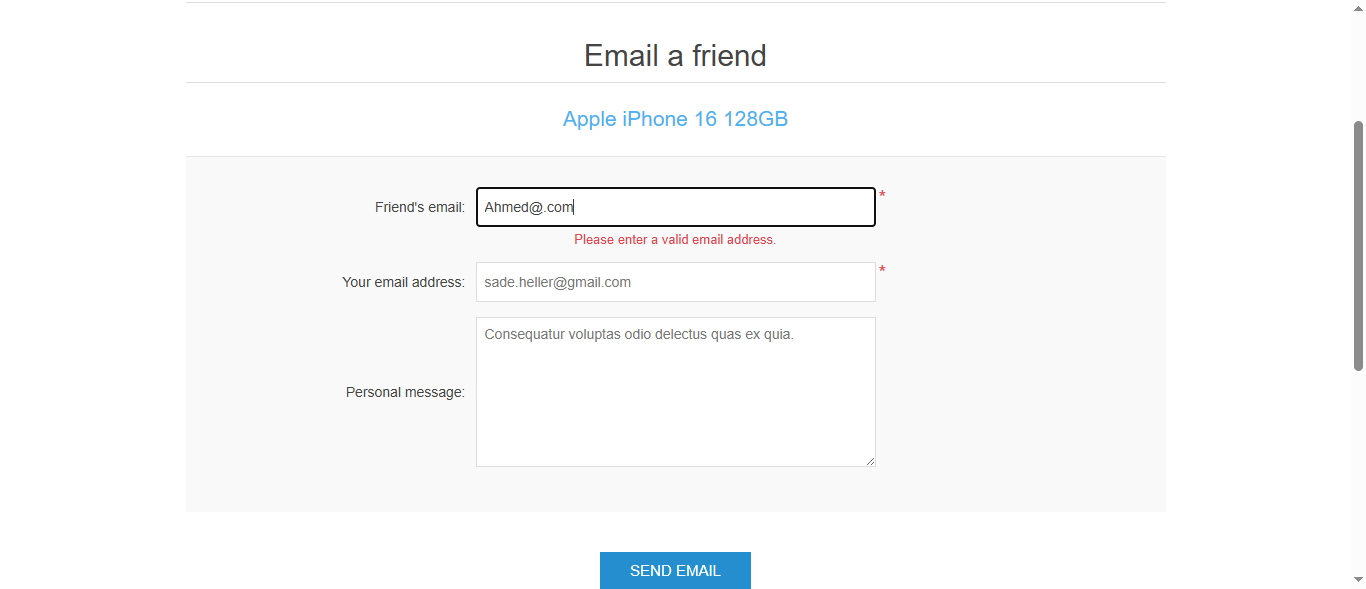 Email a friend
Apple iPhone 16 128GB
Friend's email: Ahmed@.com *
Please enter a valid email address.
Your email address: sade.heller@gmail.com *
Consequatur voluptas odio delectus quas ex quia.
Personal message:
SEND EMAIL